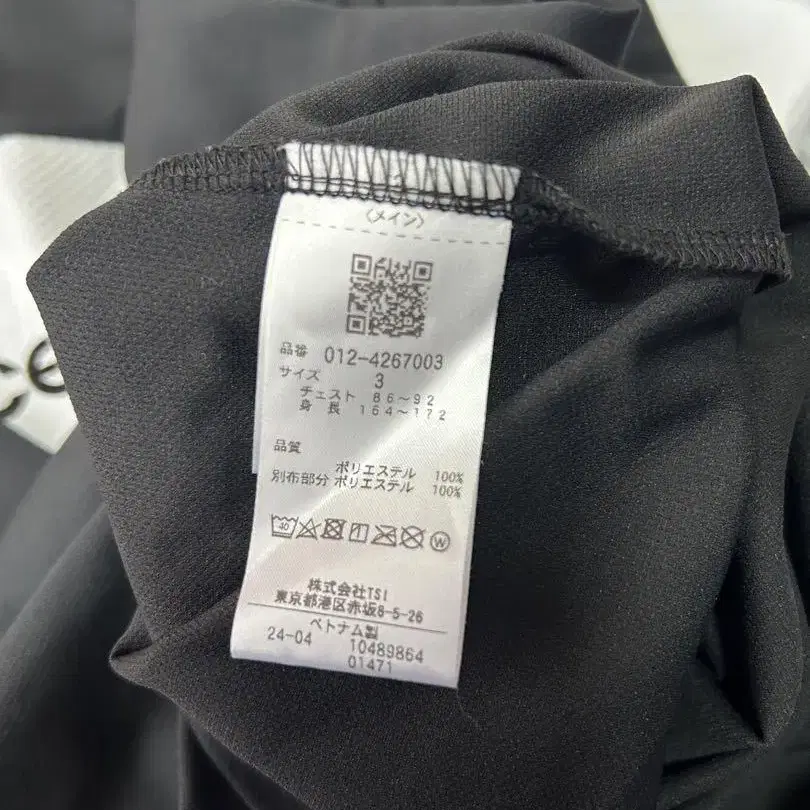 〈メイン〉
品番 012-4267003
サイズ 3
チェスト 86～92
身長 164～172
品質
ポリエステル 100%
別布部分 ポリエステル 100%
40
W
株式会社TSI
東京都港区赤坂8-5-26
ベトナム製
24-04 10489864
01471
ce